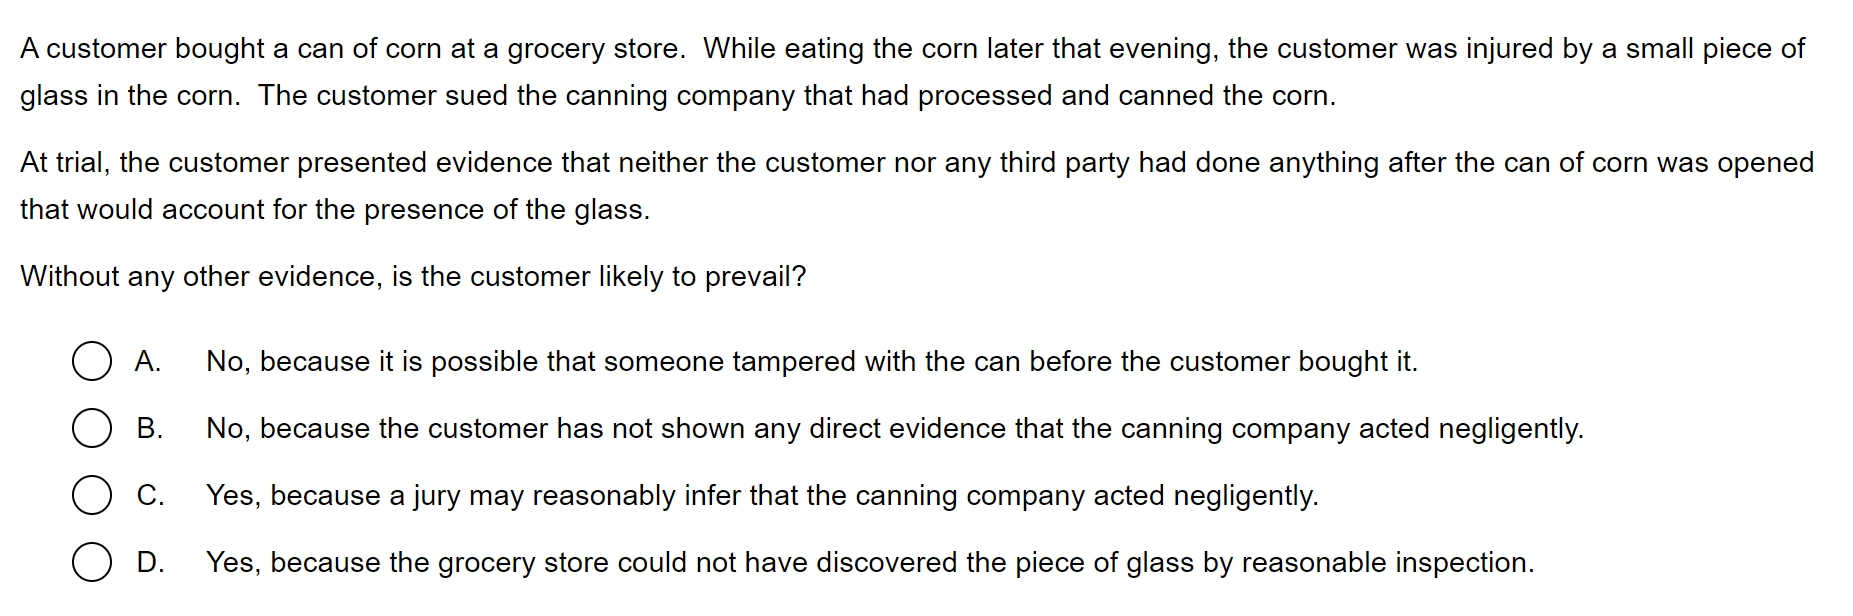 A customer bought a can of corn at a grocery store.  While eating the corn later that evening, the customer was injured by a small piece of
glass in the corn.  The customer sued the canning company that had processed and canned the corn.
At trial, the customer presented evidence that neither the customer nor any third party had done anything after the can of corn was opened
that would account for the presence of the glass.
Without any other evidence, is the customer likely to prevail?
A. No, because it is possible that someone tampered with the can before the customer bought it.
B. No, because the customer has not shown any direct evidence that the canning company acted negligently.
C. Yes, because a jury may reasonably infer that the canning company acted negligently.
D. Yes, because the grocery store could not have discovered the piece of glass by reasonable inspection.